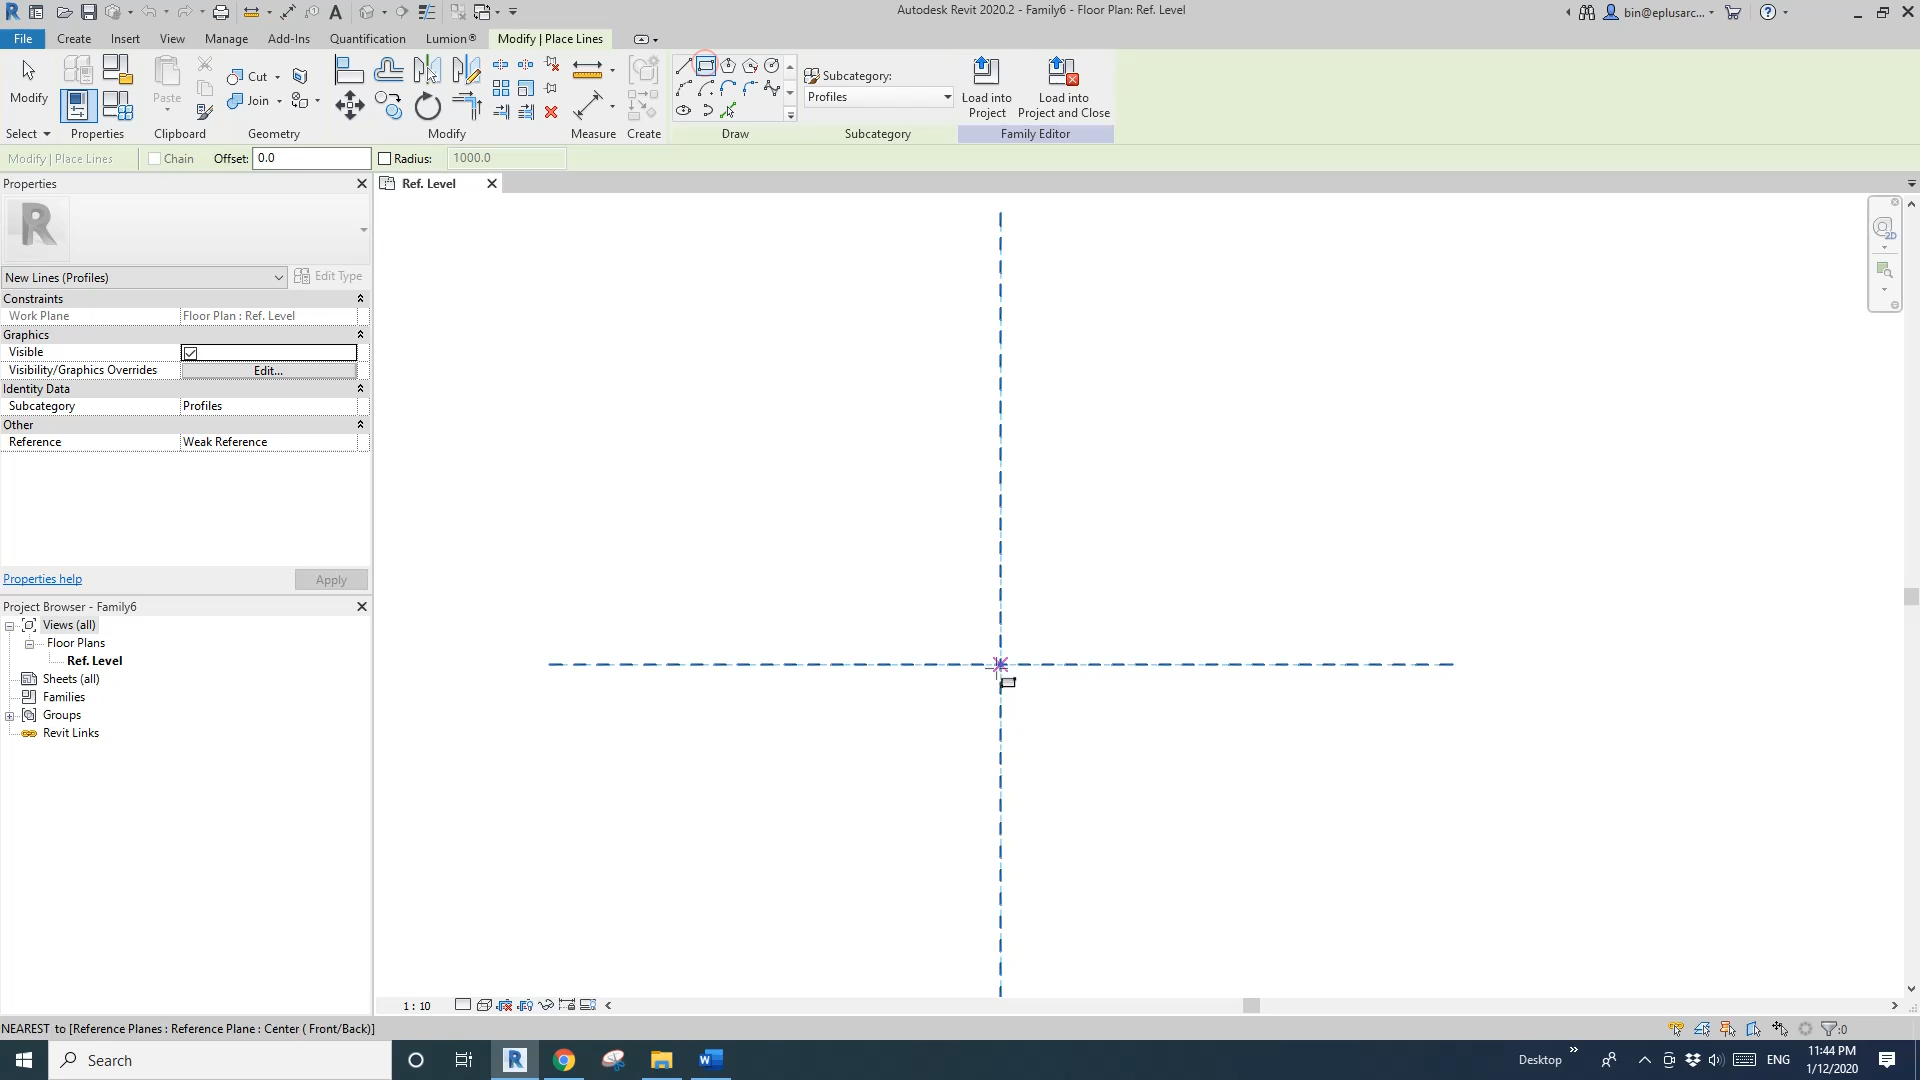 Autodesk Revit 2020.2 - Family6 - Floor Plan: Ref. Level
bin@eplusarc...
File Create Insert View Manage Add-Ins Quantification Lumion® Modify | Place Lines
Modify
Paste
Cut
Join
Subcategory:
Profiles
Load into Project
Load into Project and Close
Select Properties Clipboard Geometry Modify Measure Create Draw Subcategory Family Editor
Modify | Place Lines Chain Offset: 0.0 Radius: 1000.0
Properties
Ref. Level
New Lines (Profiles) Edit Type
Constraints
Work Plane Floor Plan : Ref. Level
Graphics
Visible
Visibility/Graphics Overrides Edit...
Identity Data
Subcategory Profiles
Other
Reference Weak Reference
Properties help Apply
Project Browser - Family6
Views (all)
Floor Plans
Ref. Level
Sheets (all)
Families
Groups
Revit Links
2D
1 : 10
NEAREST to [Reference Planes : Reference Plane : Center ( Front/Back)]
:0
Search
Desktop
ENG
11:44 PM
1/12/2020